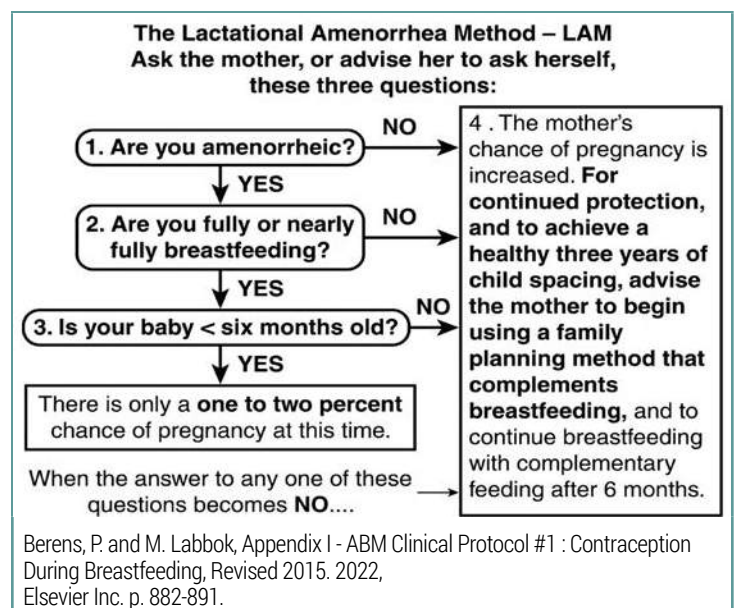 The Lactational Amenorrhea Method – LAM
Ask the mother, or advise her to ask herself,
these three questions:
1. Are you amenorrheic?
NO
YES
2. Are you fully or nearly
fully breastfeeding?
NO
YES
3. Is your baby < six months old?
NO
YES
There is only a one to two percent
chance of pregnancy at this time.
When the answer to any one of these
questions becomes NO....
4 . The mother's
chance of pregnancy is
increased. For
continued protection,
and to achieve a
healthy three years of
child spacing, advise
the mother to begin
using a family
planning method that
complements
breastfeeding, and to
continue breastfeeding
with complementary
feeding after 6 months.
Berens, P. and M. Labbok, Appendix I - ABM Clinical Protocol #1 : Contraception
During Breastfeeding, Revised 2015. 2022,
Elsevier Inc. p. 882-891.